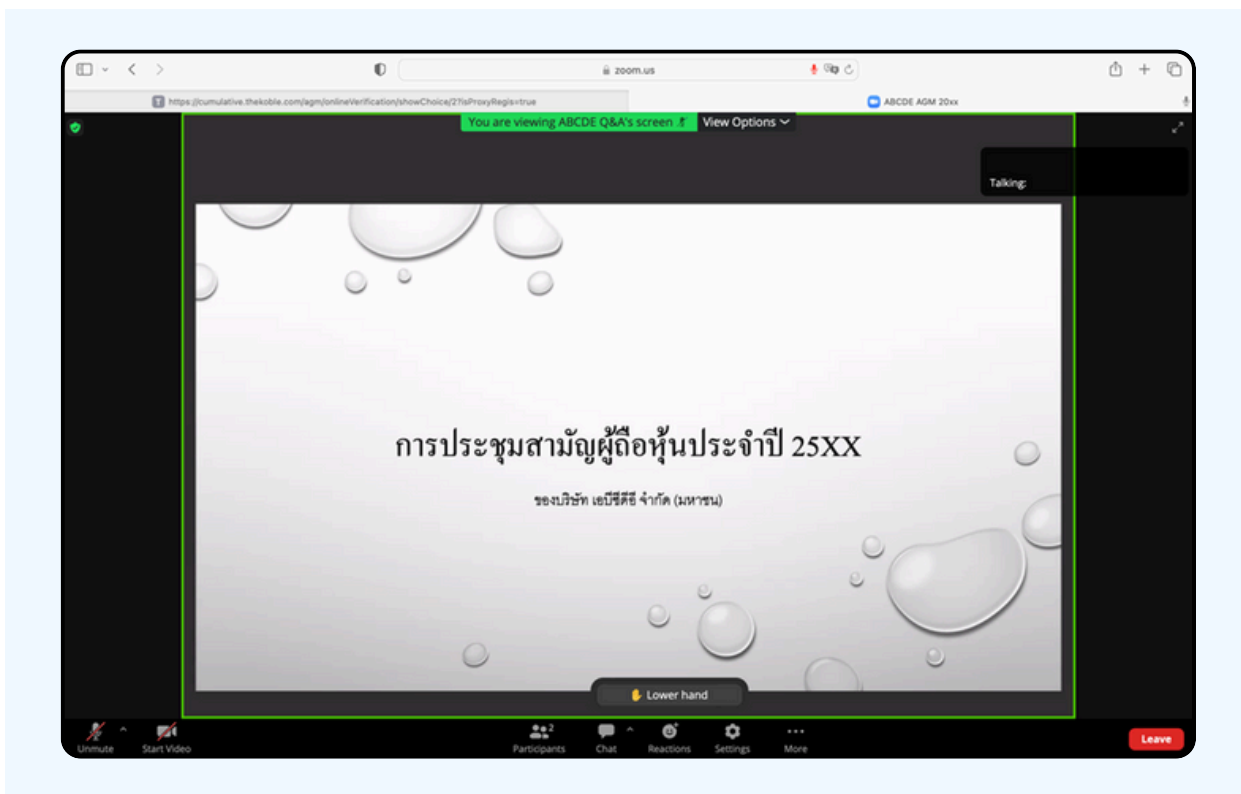 zoom.us
https://cumulative.thekoble.com/agm/onlineVerification/showChoice/2?isProxyRegis=true
ABCDE AGM 20xx
You are viewing ABCDE Q&A's screen
View Options
Talking:
การประชุมสามัญผู้ถือหุ้นประจำปี 25XX
ของบริษัท เอบีซีดีอี จำกัด (มหาชน)
Lower hand
2
Unmute
Start Video
Participants
Chat
Reactions
Settings
More
Leave